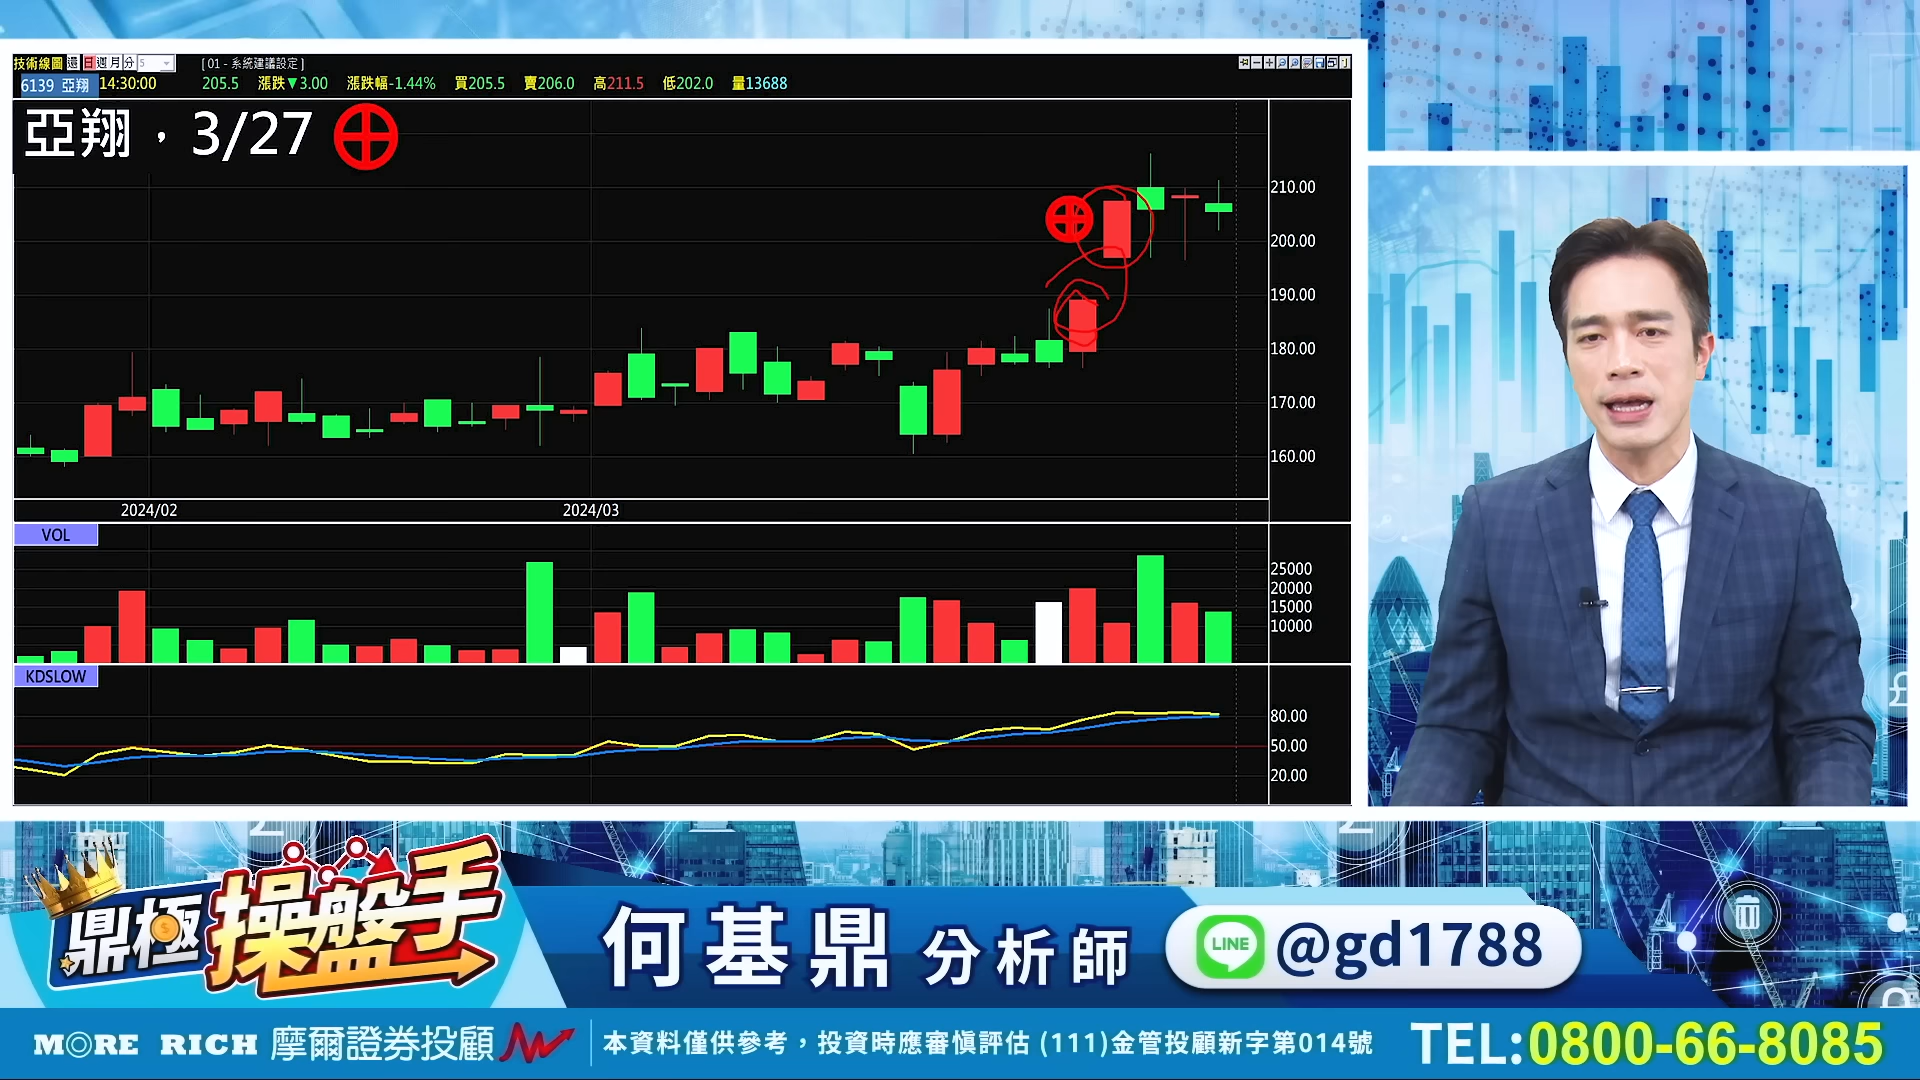 技術線圖 還 日 週 月 分 5 [ 01 - 系統建議設定 ]
6139 亞翔 14:30:00 205.5 漲跌▼3.00 漲跌幅-1.44% 買205.5 賣206.0 高211.5 低202.0 量13688
亞翔，3/27
210.00
200.00
190.00
180.00
170.00
160.00
2024/02 2024/03
VOL
25000
20000
15000
10000
KDSLOW
80.00
50.00
20.00
鼎極操盤手
何基鼎 分析師
LINE @gd1788
MORE RICH 摩爾證券投顧
本資料僅供參考，投資時應審慎評估 (111)金管投顧新字第014號
TEL:0800-66-8085